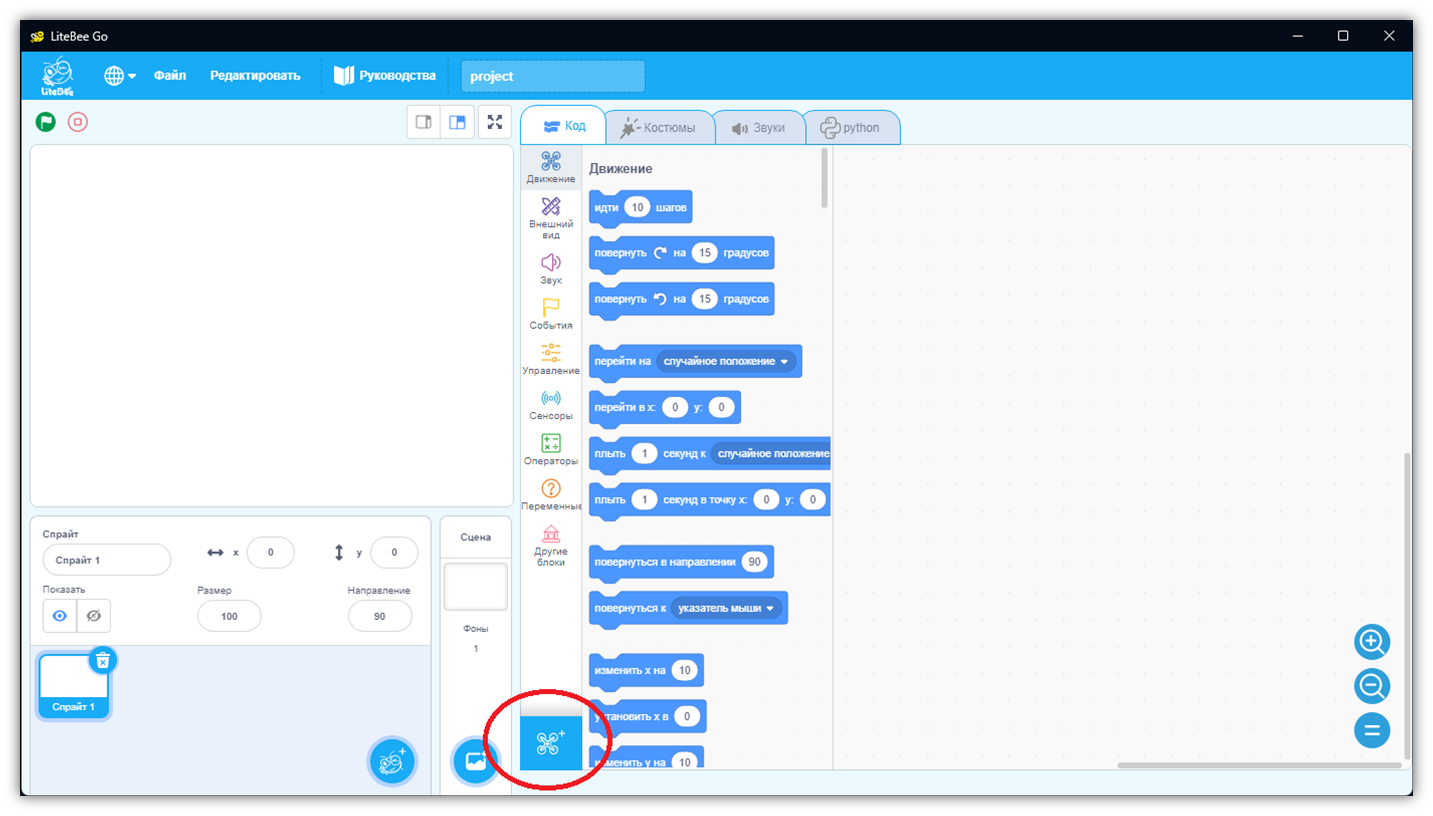 LiteBee Go
LiteBee
Файл
Редактировать
Руководства
project
Код
Костюмы
Звуки
python
Движение
Внешний
вид
Звук
События
Управление
Сенсоры
Операторы
Переменные
Другие
блоки
Движение
идти 10 шагов
повернуть на 15 градусов
повернуть на 15 градусов
перейти на случайное положение
перейти в x: 0 y: 0
плыть 1 секунд к случайное положение
плыть 1 секунд в точку x: 0 y: 0
повернуться в направлении 90
повернуться к указатель мыши
изменить x на 10
установить x в 0
изменить y на 10
Спрайт
Спрайт 1
x 0
y 0
Показать
Размер
100
Направление
90
Спрайт 1
Сцена
Фоны
1